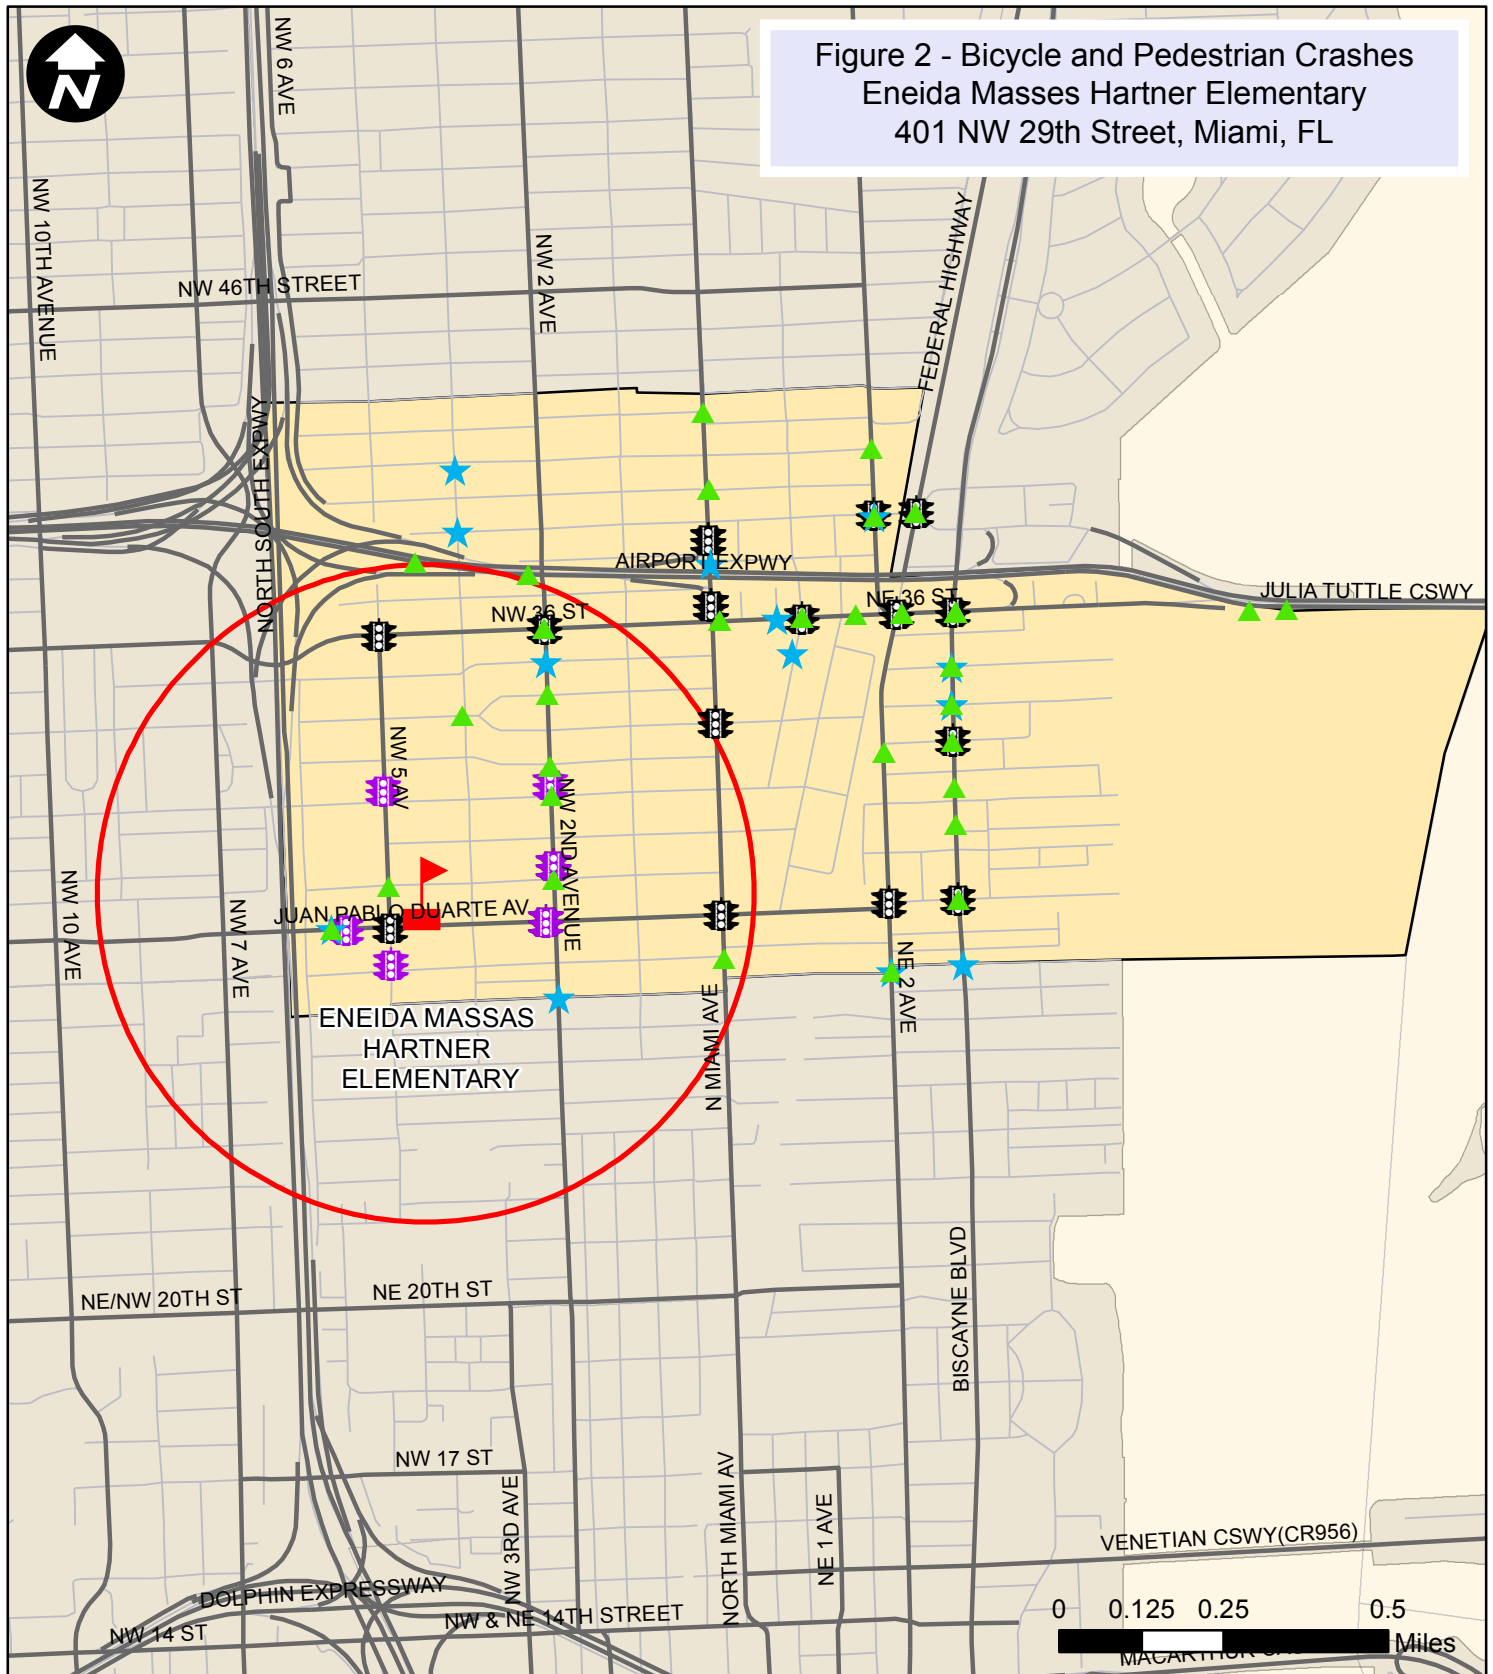 Figure 2 - Bicycle and Pedestrian Crashes
Eneida Masses Hartner Elementary
401 NW 29th Street, Miami, FL
N
NW 6 AVE
NW 10TH AVENUE
NW 46TH STREET
NW 2 AVE
FEDERAL HIGHWAY
NORTH SOUTH EXPWY
AIRPORT EXPWY
JULIA TUTTLE CSWY
NW 36 ST
NE 36 ST
NW 5 AV
NW 2ND AVENUE
JUAN PABLO DUARTE AV
NW 10 AVE
NW 7 AVE
NE 2 AVE
N MIAMI AVE
ENEIDA MASSAS
HARTNER
ELEMENTARY
NE/NW 20TH ST
NE 20TH ST
BISCAYNE BLVD
NW 17 ST
NW 3RD AVE
NORTH MIAMI AV
NE 1 AVE
VENETIAN CSWY(CR956)
DOLPHIN EXPRESSWAY
NW & NE 14TH STREET
NW 14 ST
0 0.125 0.25 0.5
Miles
MACARTHUR